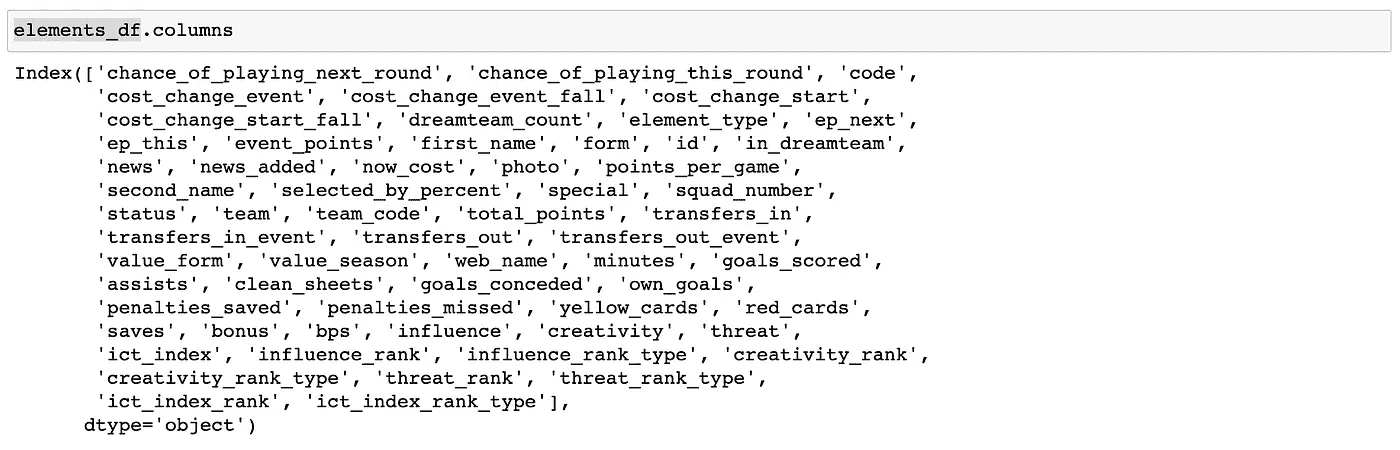 elements_df.columns
Index(['chance_of_playing_next_round', 'chance_of_playing_this_round', 'code',
'cost_change_event', 'cost_change_event_fall', 'cost_change_start',
'cost_change_start_fall', 'dreamteam_count', 'element_type', 'ep_next',
'ep_this', 'event_points', 'first_name', 'form', 'id', 'in_dreamteam',
'news', 'news_added', 'now_cost', 'photo', 'points_per_game',
'second_name', 'selected_by_percent', 'special', 'squad_number',
'status', 'team', 'team_code', 'total_points', 'transfers_in',
'transfers_in_event', 'transfers_out', 'transfers_out_event',
'value_form', 'value_season', 'web_name', 'minutes', 'goals_scored',
'assists', 'clean_sheets', 'goals_conceded', 'own_goals',
'penalties_saved', 'penalties_missed', 'yellow_cards', 'red_cards',
'saves', 'bonus', 'bps', 'influence', 'creativity', 'threat',
'ict_index', 'influence_rank', 'influence_rank_type', 'creativity_rank',
'creativity_rank_type', 'threat_rank', 'threat_rank_type',
'ict_index_rank', 'ict_index_rank_type'],
dtype='object')